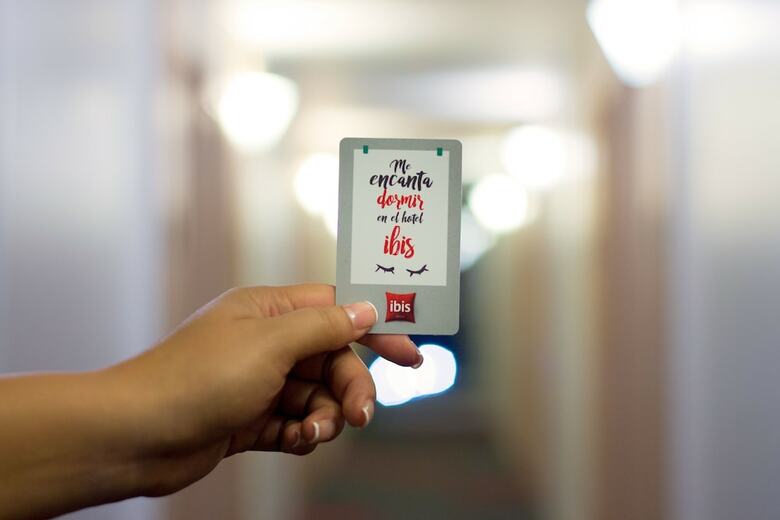 Me
encanta
dormir
en el hotel
ibis
ibis